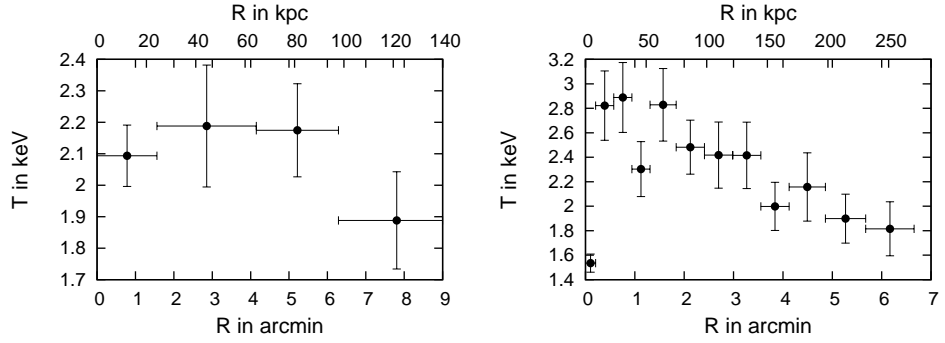 R in kpc
0 20 40 60 80 100 120 140
2.4
2.3
2.2
2.1
2
1.9
1.8
1.7
T in keV
0 1 2 3 4 5 6 7 8 9
R in arcmin
R in kpc
0 50 100 150 200 250
3.2
3
2.8
2.6
2.4
2.2
2
1.8
1.6
1.4
T in keV
0 1 2 3 4 5 6 7
R in arcmin